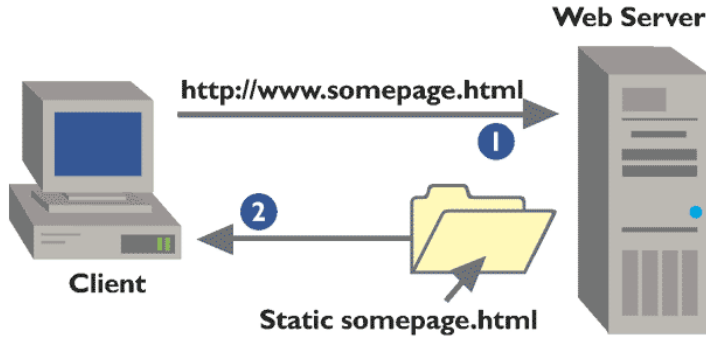 Web Server
http://www.somepage.html
1
2
Client
Static somepage.html